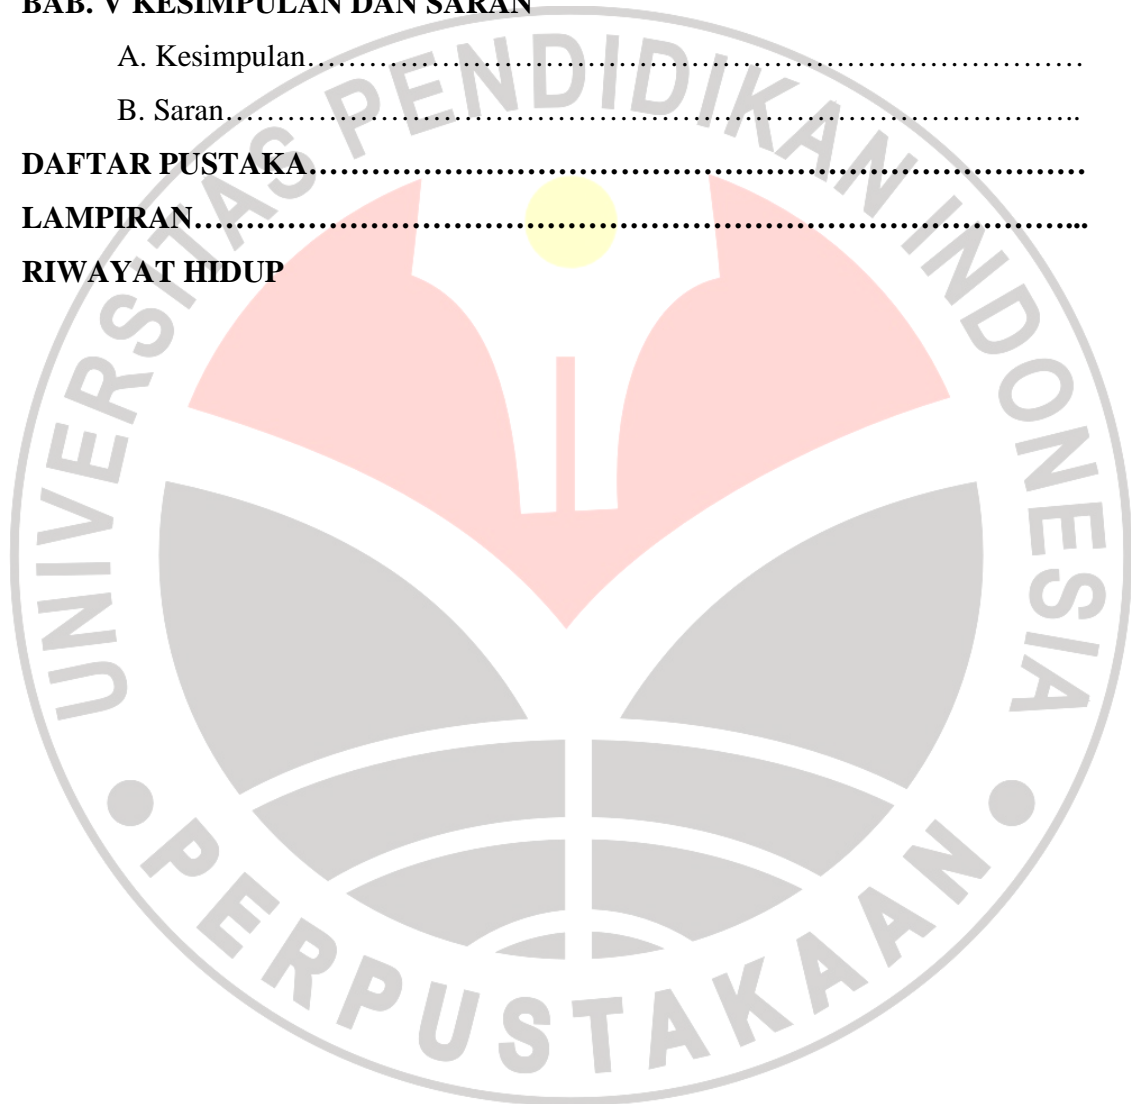 BAB. V KESIMPULAN DAN SARAN
A. Kesimpulan…………………………………………………………………
B. Saran………………………………………………………………………..
DAFTAR PUSTAKA…………………………………………………………………
LAMPIRAN…………………………………………………………………………...
RIWAYAT HIDUP
UNIVERSITAS PENDIDIKAN INDONESIA
PERPUSTAKAAN